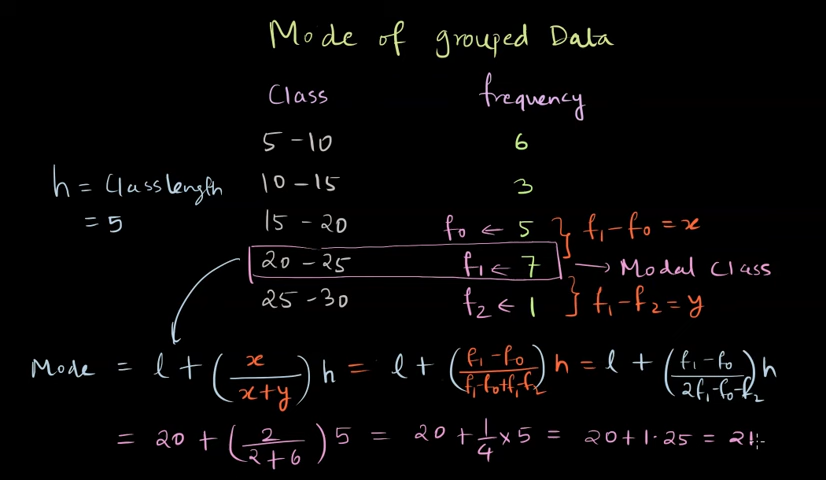 Mode of grouped Data
Class frequency
5-10 6
h = Class length 10-15 3
= 5 15-20 f₀ ← 5 } f₁-f₀ = x
20-25 f₁ ← 7 → Modal Class
25-30 f₂ ← 1 } f₁-f₂ = y
Mode = l + (x/(x+y)) h = l + ((f₁-f₀)/(f₁-f₀+f₁-f₂)) h = l + ((f₁-f₀)/(2f₁-f₀-f₂)) h
= 20 + (2/(2+6)) 5 = 20 + 1/4 × 5 = 20 + 1.25 = 21